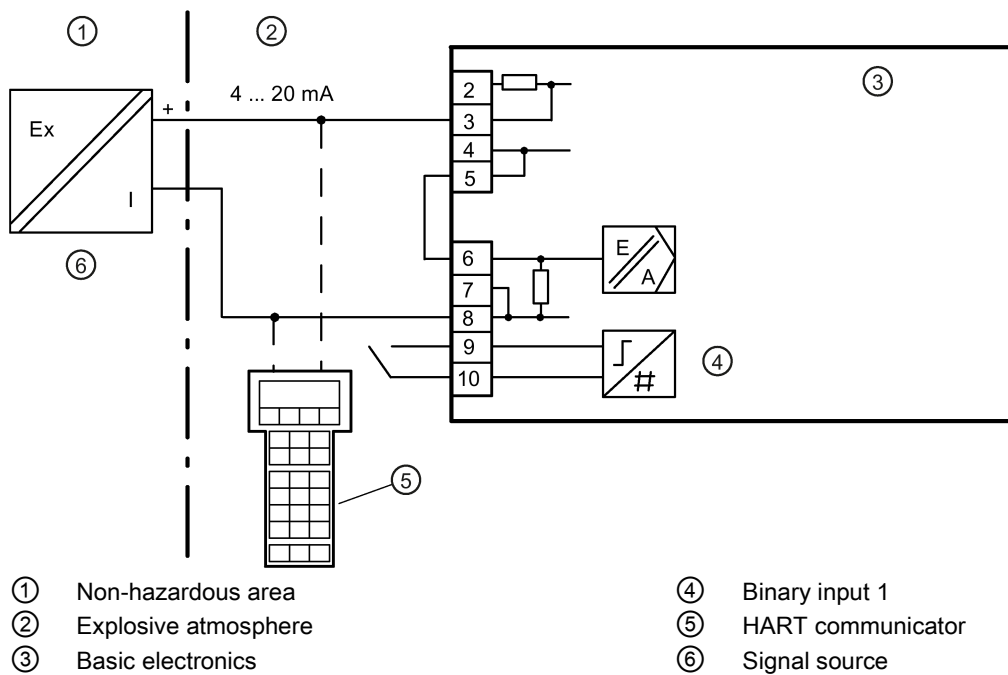 ① ② ③
4 ... 20 mA
+
Ex
I
⑥
2
3
4
5
6
7
8
9
10
E
A
④
⑤
① Non-hazardous area
② Explosive atmosphere
③ Basic electronics
④ Binary input 1
⑤ HART communicator
⑥ Signal source